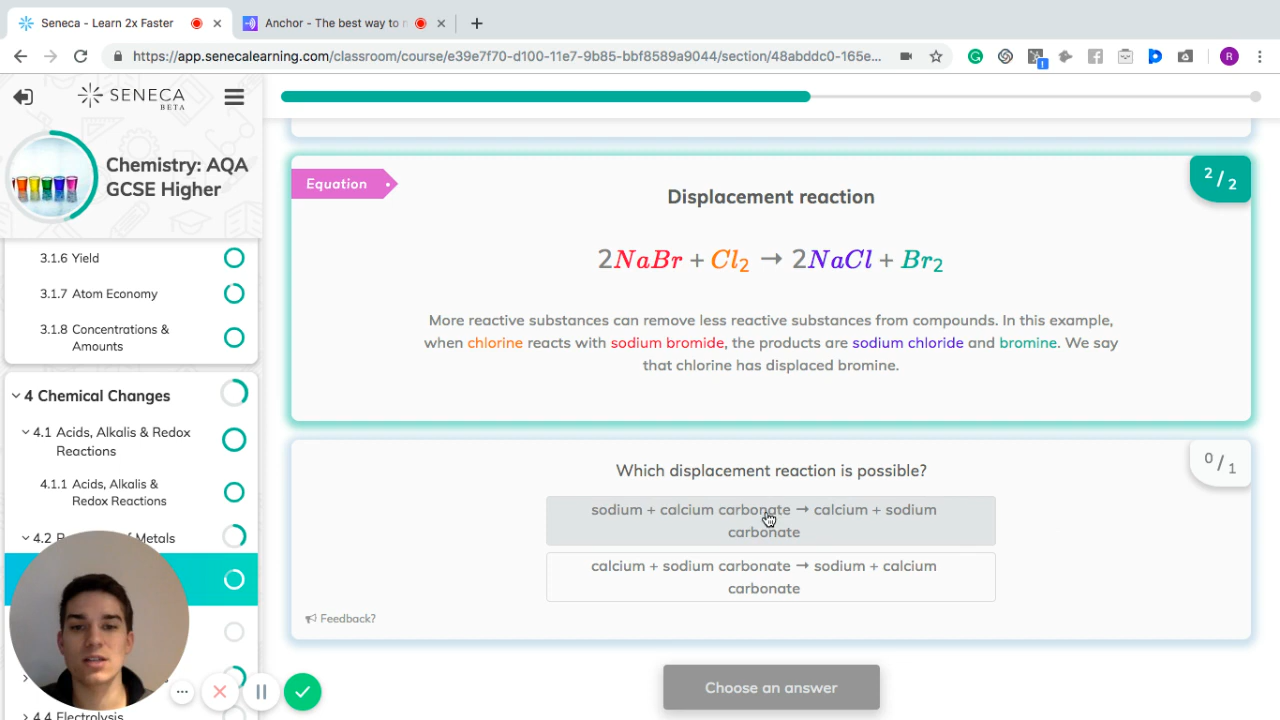 Seneca - Learn 2x Faster
Anchor - The best way to
https://app.senecalearning.com/classroom/course/e39e7f70-d100-11e7-9b85-bbf8589a9044/section/48abddc0-165e...
R
SENECA
BETA
Chemistry: AQA
GCSE Higher
3.1.6 Yield
3.1.7 Atom Economy
3.1.8 Concentrations &
Amounts
4 Chemical Changes
4.1 Acids, Alkalis & Redox
Reactions
4.1.1 Acids, Alkalis &
Redox Reactions
4.2 Metals
4.4 Electrolysis
Equation
2/2
Displacement reaction
2NaBr + Cl₂ → 2NaCl + Br₂
More reactive substances can remove less reactive substances from compounds. In this example,
when chlorine reacts with sodium bromide, the products are sodium chloride and bromine. We say
that chlorine has displaced bromine.
0/1
Which displacement reaction is possible?
sodium + calcium carbonate → calcium + sodium
carbonate
calcium + sodium carbonate → sodium + calcium
carbonate
Feedback?
Choose an answer